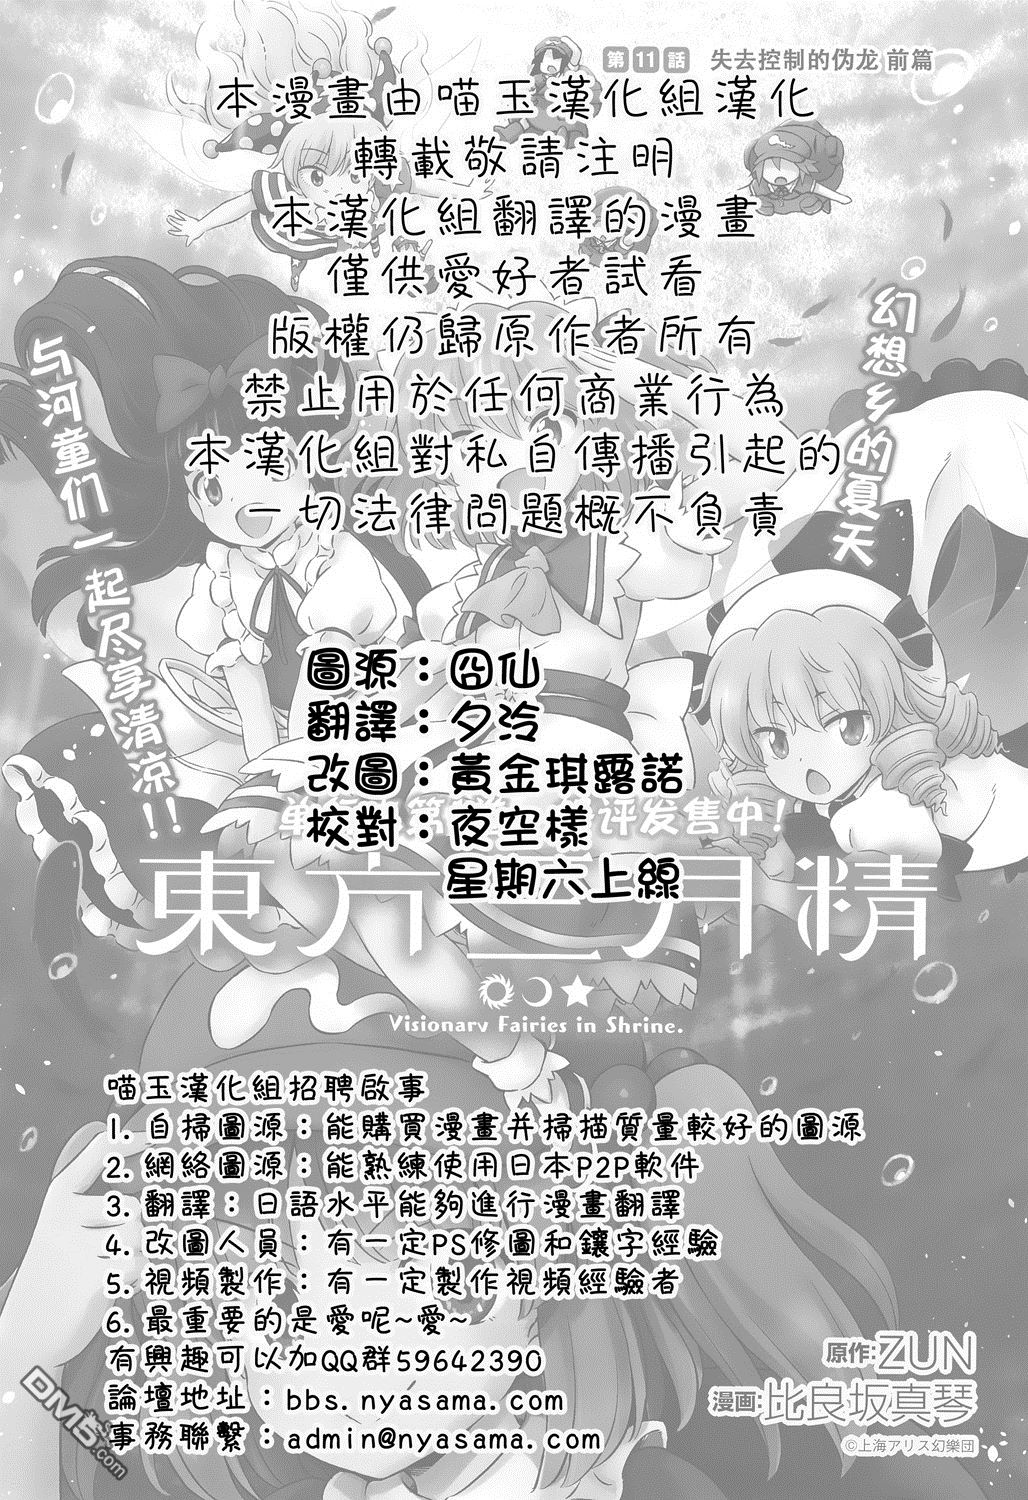 第11話 失去控制的伪龙 前篇
本漫畫由喵玉漢化組漢化
轉載敬請注明
本漢化組翻譯的漫畫
僅供愛好者試看
版權仍歸原作者所有
禁止用於任何商業行為
本漢化組對私自傳播引起的
一切法律問題概不負責
幻想乡的夏天
与河童们一起尽享清凉!!
圖源：囧仙
翻譯：夕泠
改圖：黃金琪露諾
校對：夜空樣
星期六上線
评发售中!
東方三月精
Visionary Fairies in Shrine.
喵玉漢化組招聘啟事
1. 自掃圖源：能購買漫畫并掃描質量較好的圖源
2. 網絡圖源：能熟練使用日本P2P軟件
3. 翻譯：日語水平能夠進行漫畫翻譯
4. 改圖人員：有一定PS修圖和鑲字經驗
5. 視頻製作：有一定製作視頻經驗者
6. 最重要的是愛呢~愛~
有興趣可以加QQ群59642390
論壇地址：bbs.nyasama.com
事務聯繫：admin@nyasama.com
原作:ZUN
漫画:比良坂真琴
©上海アリス幻樂団